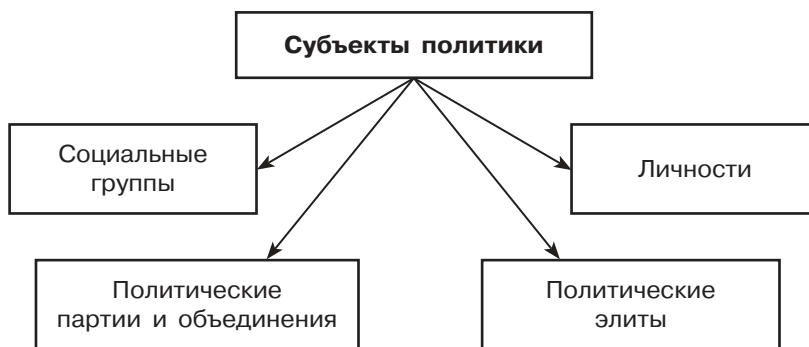 Субъекты политики
Социальные
группы
Личности
Политические
партии и объединения
Политические
элиты